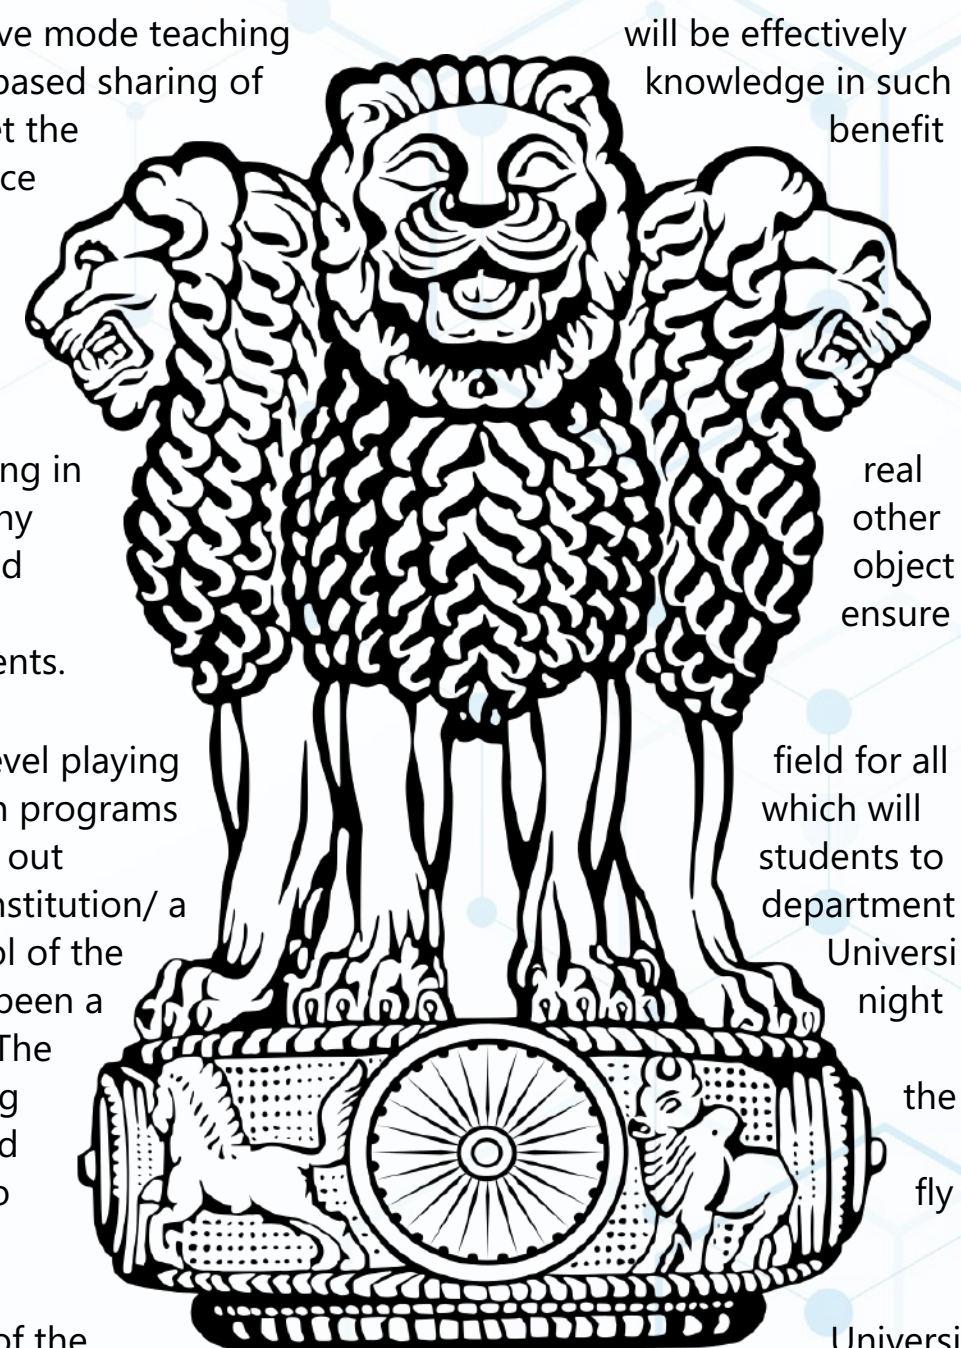 ve mode teaching will be effectively
based sharing of knowledge in such
et the benefit
ce
ng in real
ny other
d object
ensure
ents.
evel playing field for all
n programs which will
out students to
nstitution/ a department
ol of the Universi
been a night
The
g the
d
o fly
of the Universi